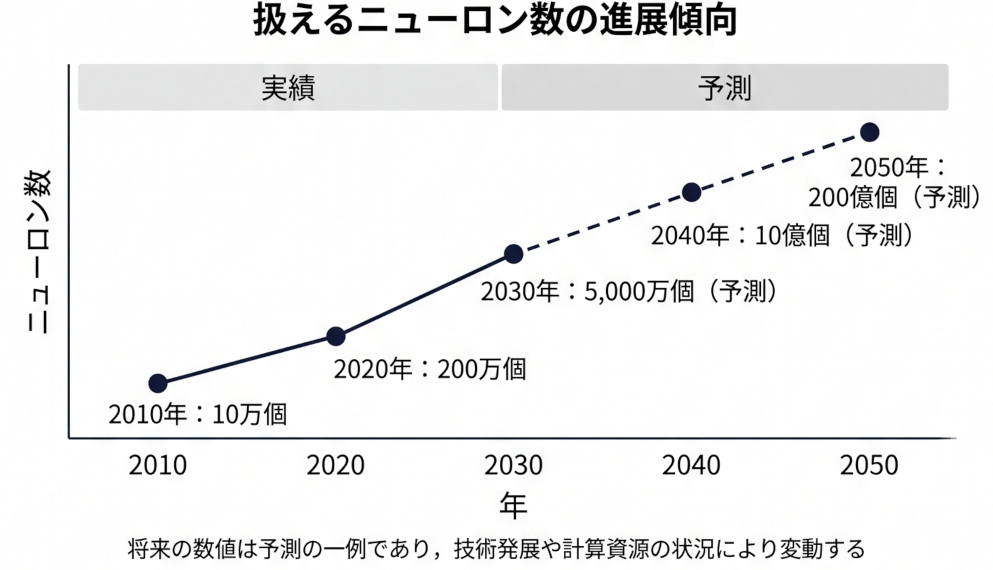 扱えるニューロン数の進展傾向
実績
予測
ニューロン数
2050年：
200億個（予測）
2040年：10億個（予測）
2030年：5,000万個（予測）
2020年：200万個
2010年：10万個
2010
2020
2030
2040
2050
年
将来の数値は予測の一例であり，技術発展や計算資源の状況により変動する